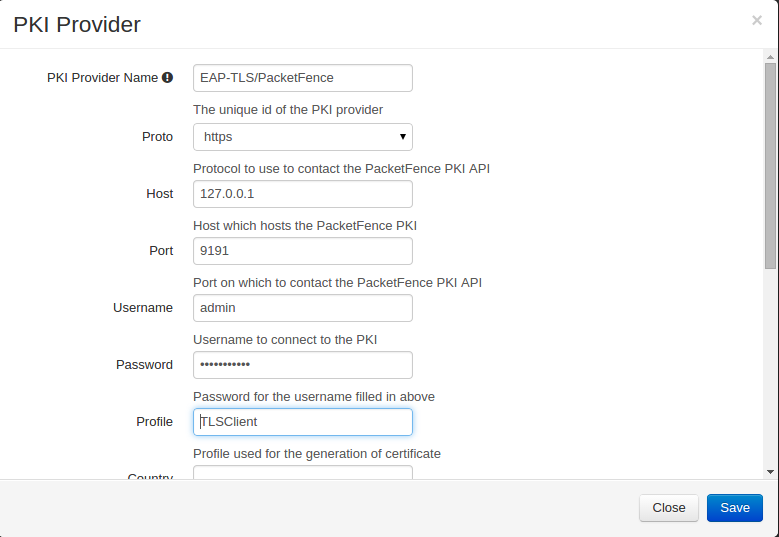 PKI Provider ×
PKI Provider Name EAP-TLS/PacketFence
The unique id of the PKI provider
Proto https
Protocol to use to contact the PacketFence PKI API
Host 127.0.0.1
Host which hosts the PacketFence PKI
Port 9191
Port on which to contact the PacketFence PKI API
Username admin
Username to connect to the PKI
Password •••••••••••
Password for the username filled in above
Profile TLSClient
Profile used for the generation of certificate
Country
Close Save